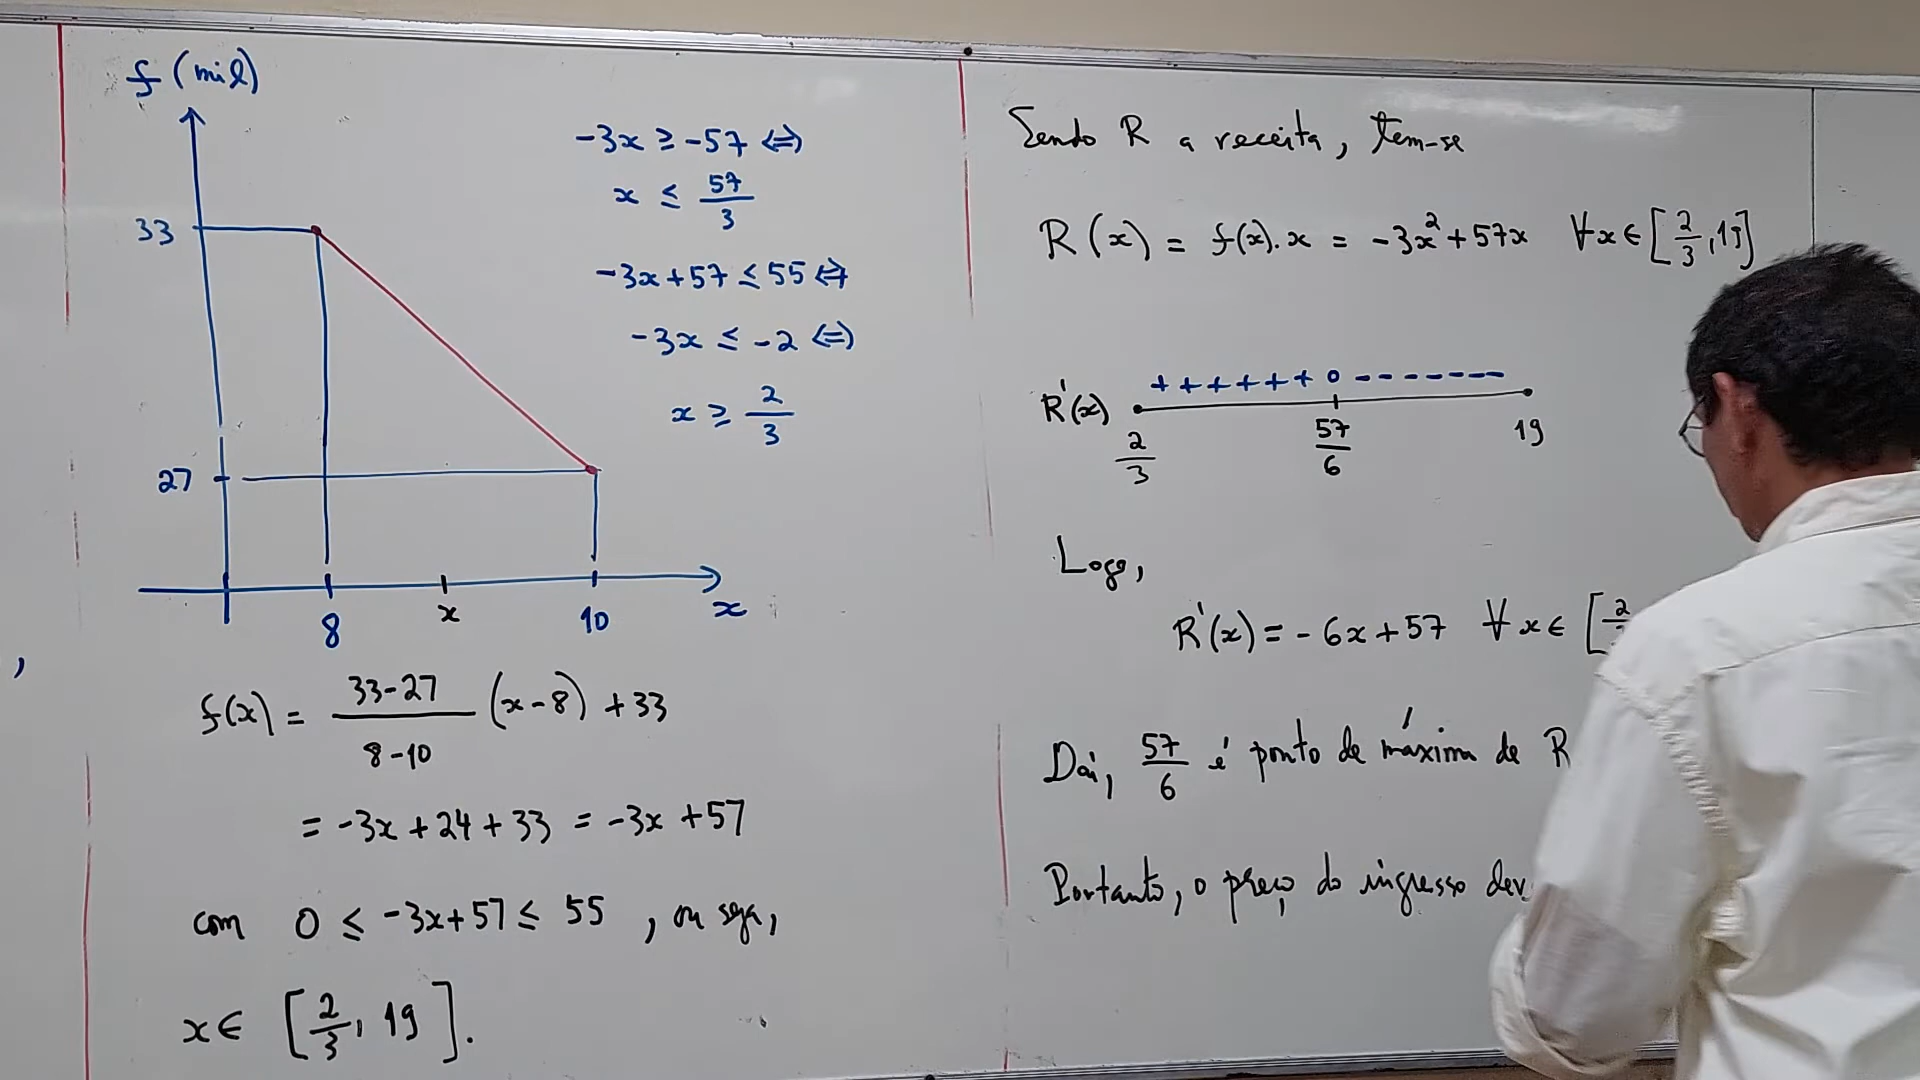 f (mil)
33
27
8
x
10
x
-3x ≥ -57 ⇔
x ≤ 57/3
-3x+57 ≤ 55 ⇔
-3x ≤ -2 ⇔
x ≥ 2/3
,
f(x) = (33-27)/(8-10) (x-8) +33
= -3x+24+33 = -3x+57
com 0 ≤ -3x+57 ≤ 55 , ou seja,
x ∈ [2/3, 19].
Sendo R a receita, tem-se
R(x) = f(x).x = -3x²+57x ∀x∈[2/3,19]
R'(x) ++++++ 0 -------
2/3 57/6 19
Logo,
R'(x) = -6x+57 ∀x∈[2/
Daí, 57/6 é ponto de máximo de R
Portanto, o preço do ingresso dev